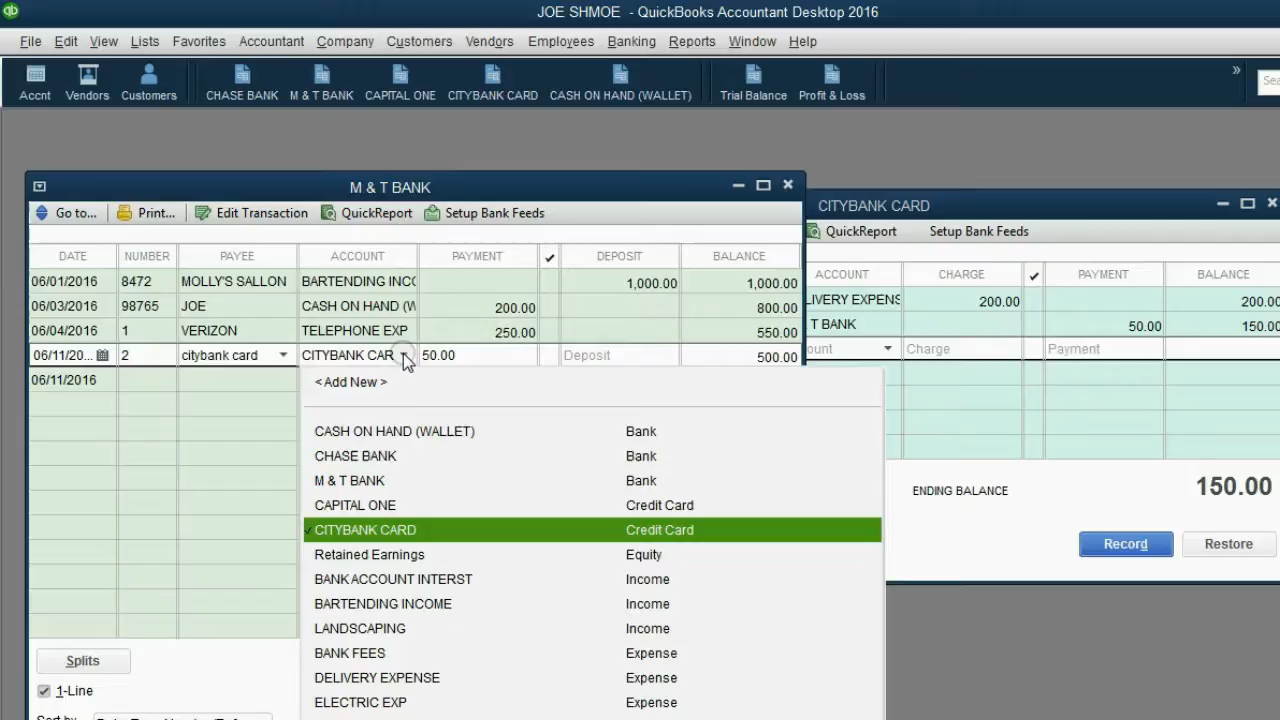 JOE SHMOE - QuickBooks Accountant Desktop 2016
File Edit View Lists Favorites Accountant Company Customers Vendors Employees Banking Reports Window Help
Accnt Vendors Customers CHASE BANK M & T BANK CAPITAL ONE CITYBANK CARD CASH ON HAND (WALLET) Trial Balance Profit & Loss » Sea
M & T BANK
Go to... Print... Edit Transaction QuickReport Setup Bank Feeds
DATE NUMBER PAYEE ACCOUNT PAYMENT ✓ DEPOSIT BALANCE
06/01/2016 8472 MOLLY'S SALLON BARTENDING INCO 1,000.00 1,000.00
06/03/2016 98765 JOE CASH ON HAND (W 200.00 800.00
06/04/2016 1 VERIZON TELEPHONE EXP 250.00 550.00
06/11/20... 2 citybank card CITYBANK CAR 50.00 Deposit 500.00
06/11/2016
< Add New >
CASH ON HAND (WALLET) Bank
CHASE BANK Bank
M & T BANK Bank
CAPITAL ONE Credit Card
✓ CITYBANK CARD Credit Card
Retained Earnings Equity
BANK ACCOUNT INTERST Income
BARTENDING INCOME Income
LANDSCAPING Income
BANK FEES Expense
DELIVERY EXPENSE Expense
ELECTRIC EXP Expense
Splits
1-Line
CITYBANK CARD
QuickReport Setup Bank Feeds
ACCOUNT CHARGE ✓ PAYMENT BALANCE
LIVERY EXPENS 200.00 200.00
T BANK 50.00 150.00
ount Charge Payment
ENDING BALANCE 150.00
Record Restore